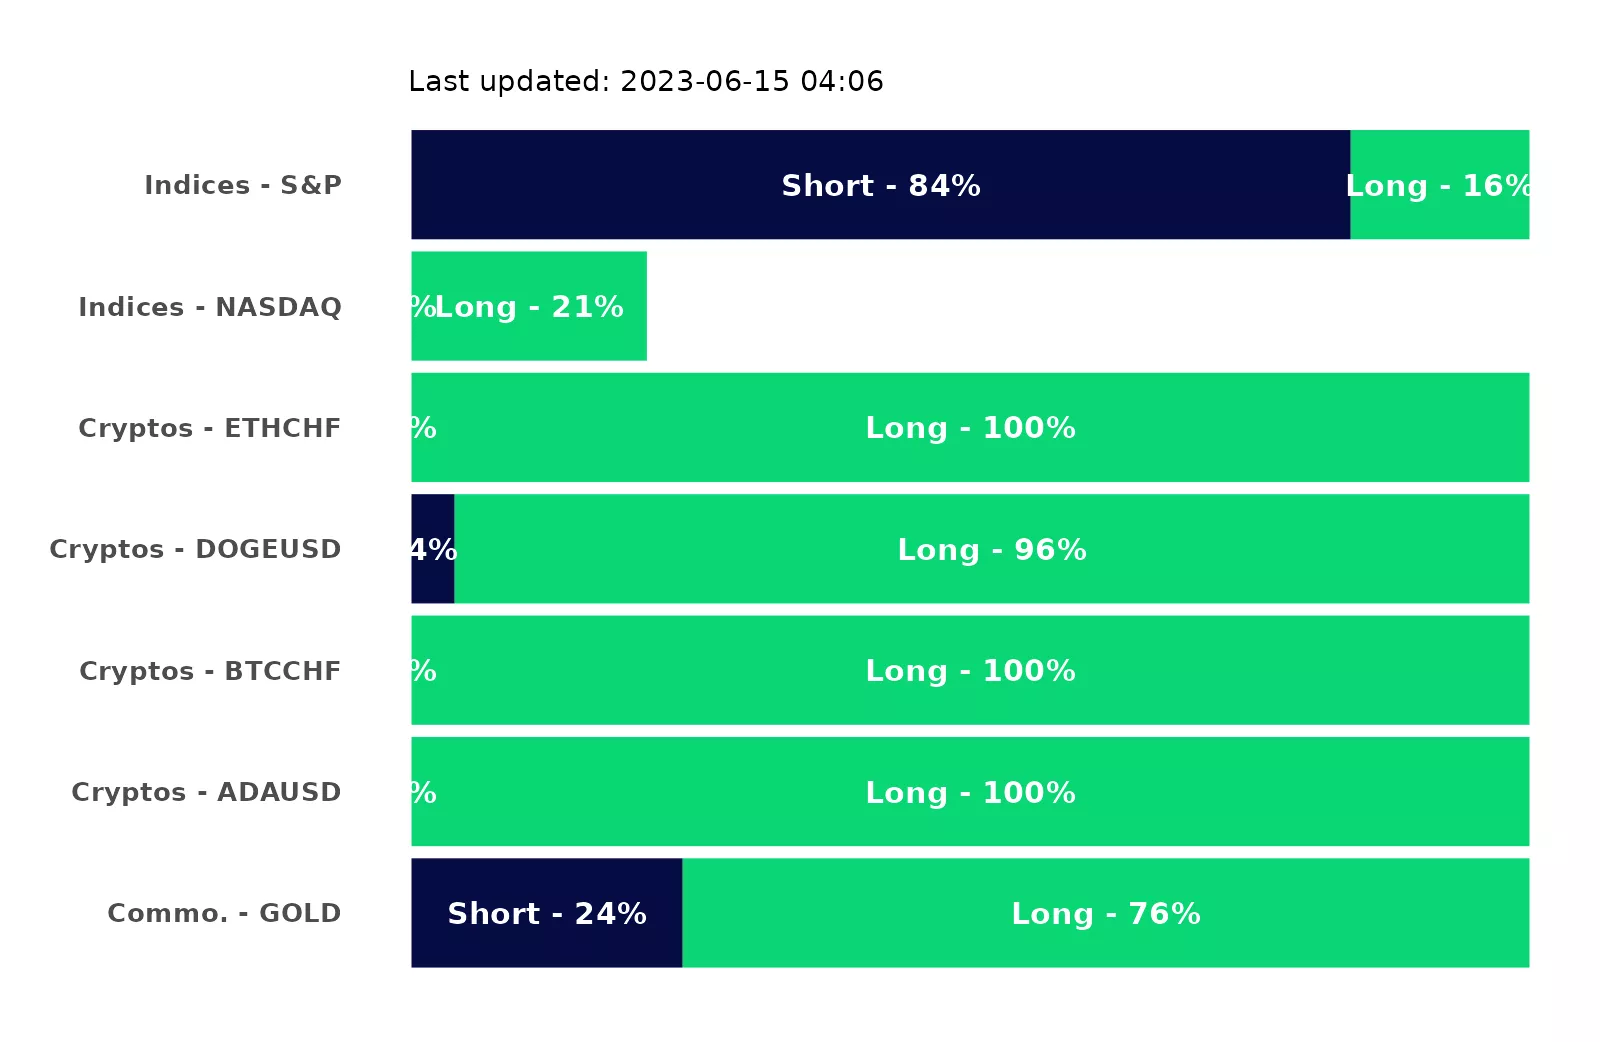 Last updated: 2023-06-15 04:06
Indices - S&P Short - 84% Long - 16%
Indices - NASDAQ % Long - 21%
Cryptos - ETHCHF % Long - 100%
Cryptos - DOGEUSD 4% Long - 96%
Cryptos - BTCCHF % Long - 100%
Cryptos - ADAUSD % Long - 100%
Commo. - GOLD Short - 24% Long - 76%